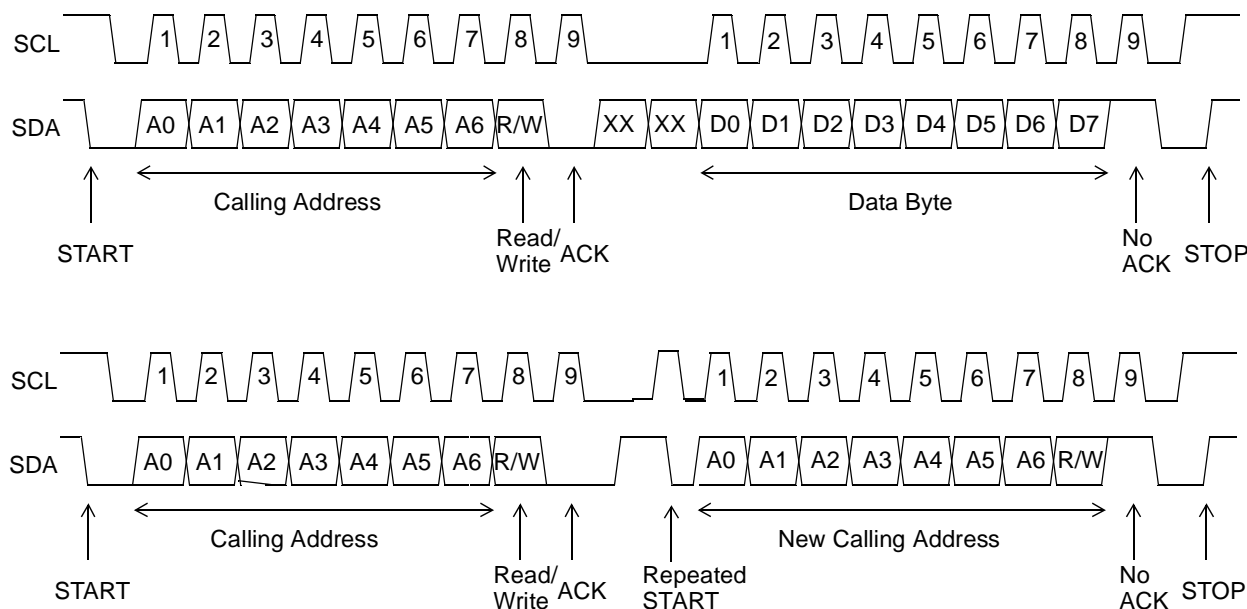 SCL 1 2 3 4 5 6 7 8 9 1 2 3 4 5 6 7 8 9
SDA A0 A1 A2 A3 A4 A5 A6 R/W XX XX D0 D1 D2 D3 D4 D5 D6 D7
Calling Address Data Byte
START Read/ ACK No STOP
Write ACK
SCL 1 2 3 4 5 6 7 8 9 1 2 3 4 5 6 7 8 9
SDA A0 A1 A2 A3 A4 A5 A6 R/W A0 A1 A2 A3 A4 A5 A6 R/W
Calling Address New Calling Address
START Read/ ACK Repeated No STOP
Write START ACK